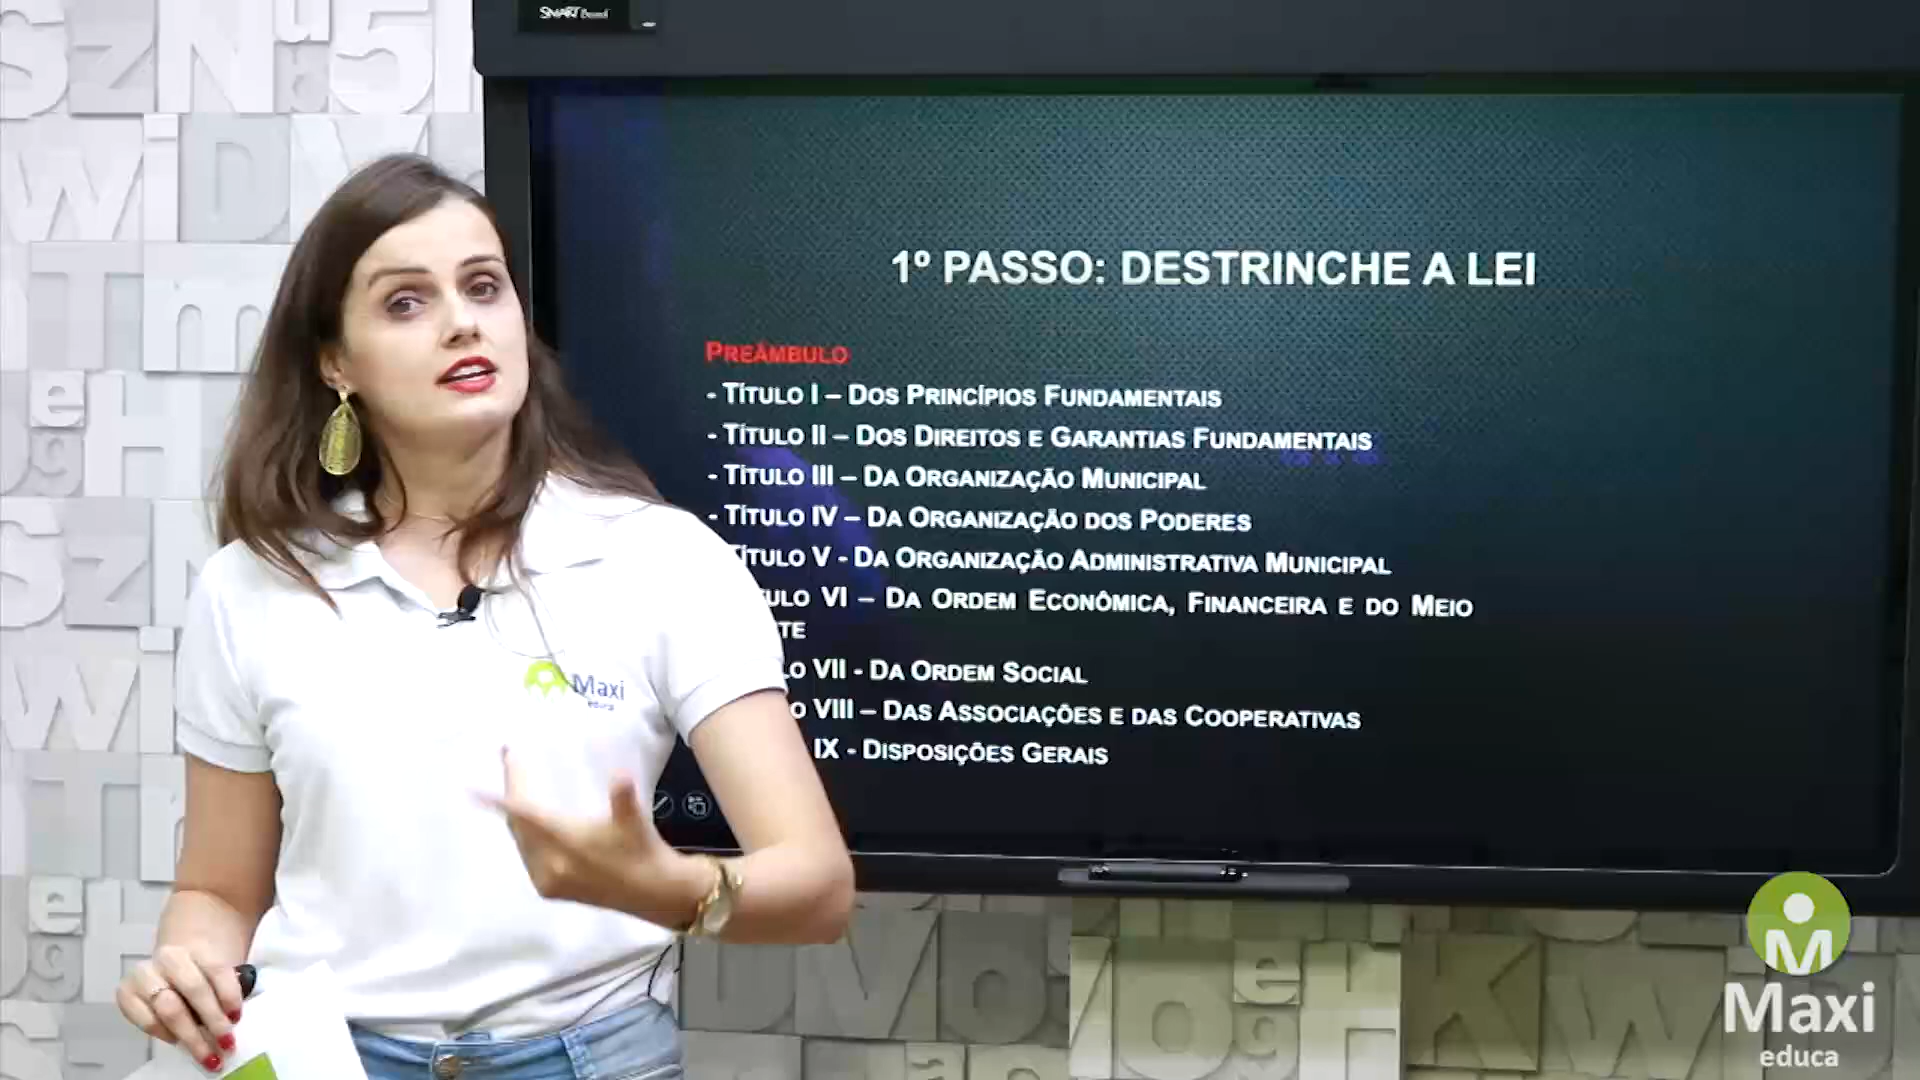 SMART Board
1º PASSO: DESTRINCHE A LEI
PREÂMBULO
- TÍTULO I – DOS PRINCÍPIOS FUNDAMENTAIS
- TÍTULO II – DOS DIREITOS E GARANTIAS FUNDAMENTAIS
- TÍTULO III – DA ORGANIZAÇÃO MUNICIPAL
- TÍTULO IV – DA ORGANIZAÇÃO DOS PODERES
TÍTULO V - DA ORGANIZAÇÃO ADMINISTRATIVA MUNICIPAL
ULO VI – DA ORDEM ECONÔMICA, FINANCEIRA E DO MEIO
TE
LO VII - DA ORDEM SOCIAL
O VIII – DAS ASSOCIAÇÕES E DAS COOPERATIVAS
IX - DISPOSIÇÕES GERAIS
Maxi
educa
Maxi
educa